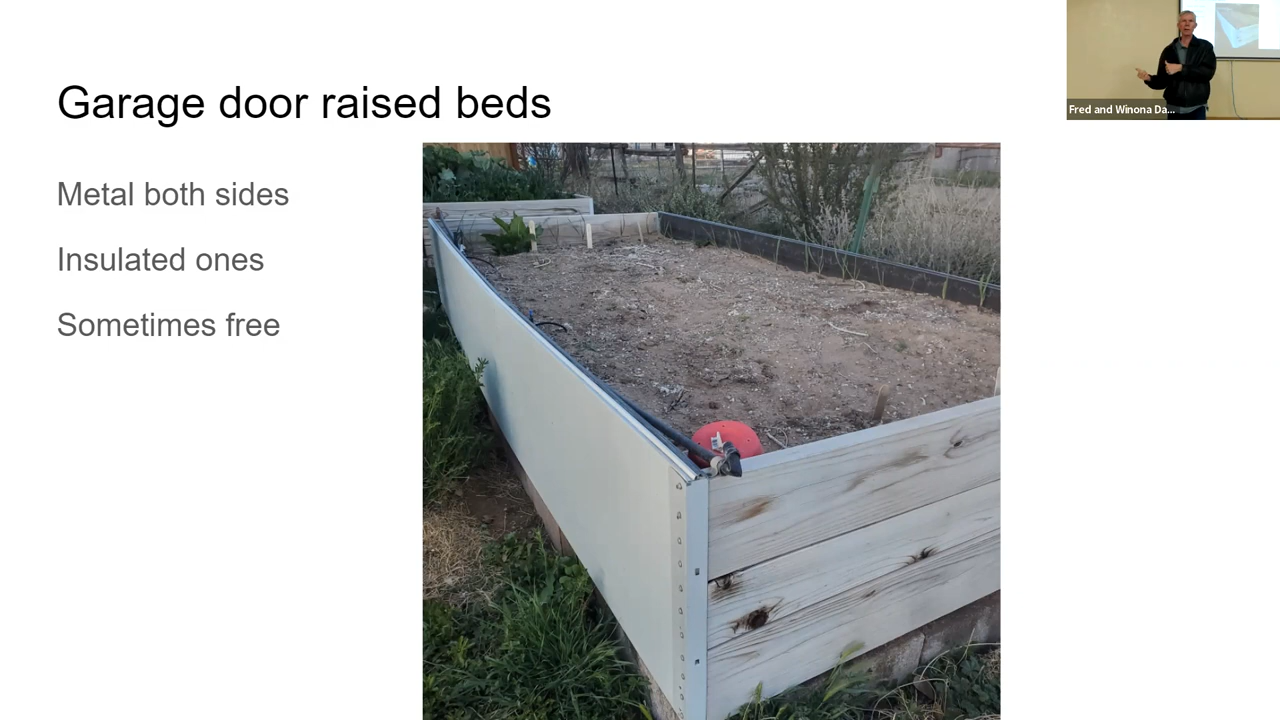 Garage door raised beds
Metal both sides
Insulated ones
Sometimes free
Fred and Winona Da...